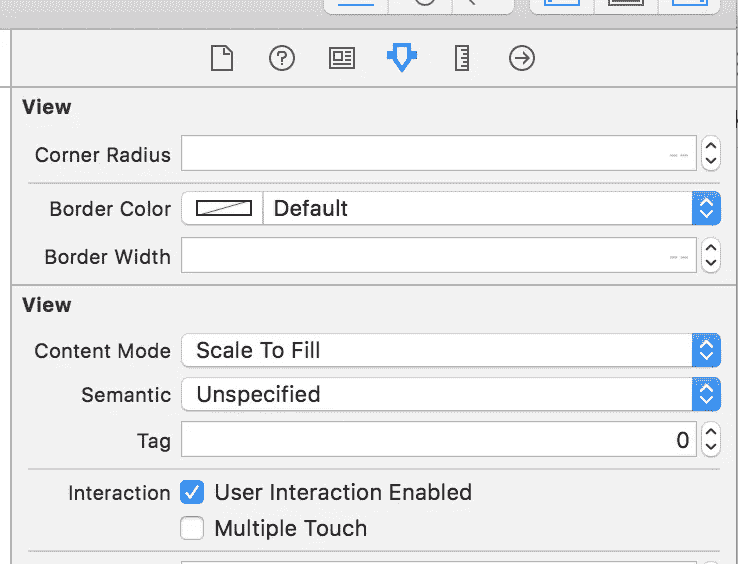 View
Corner Radius --
Border Color Default
Border Width --
View
Content Mode Scale To Fill
Semantic Unspecified
Tag 0
Interaction User Interaction Enabled
Multiple Touch